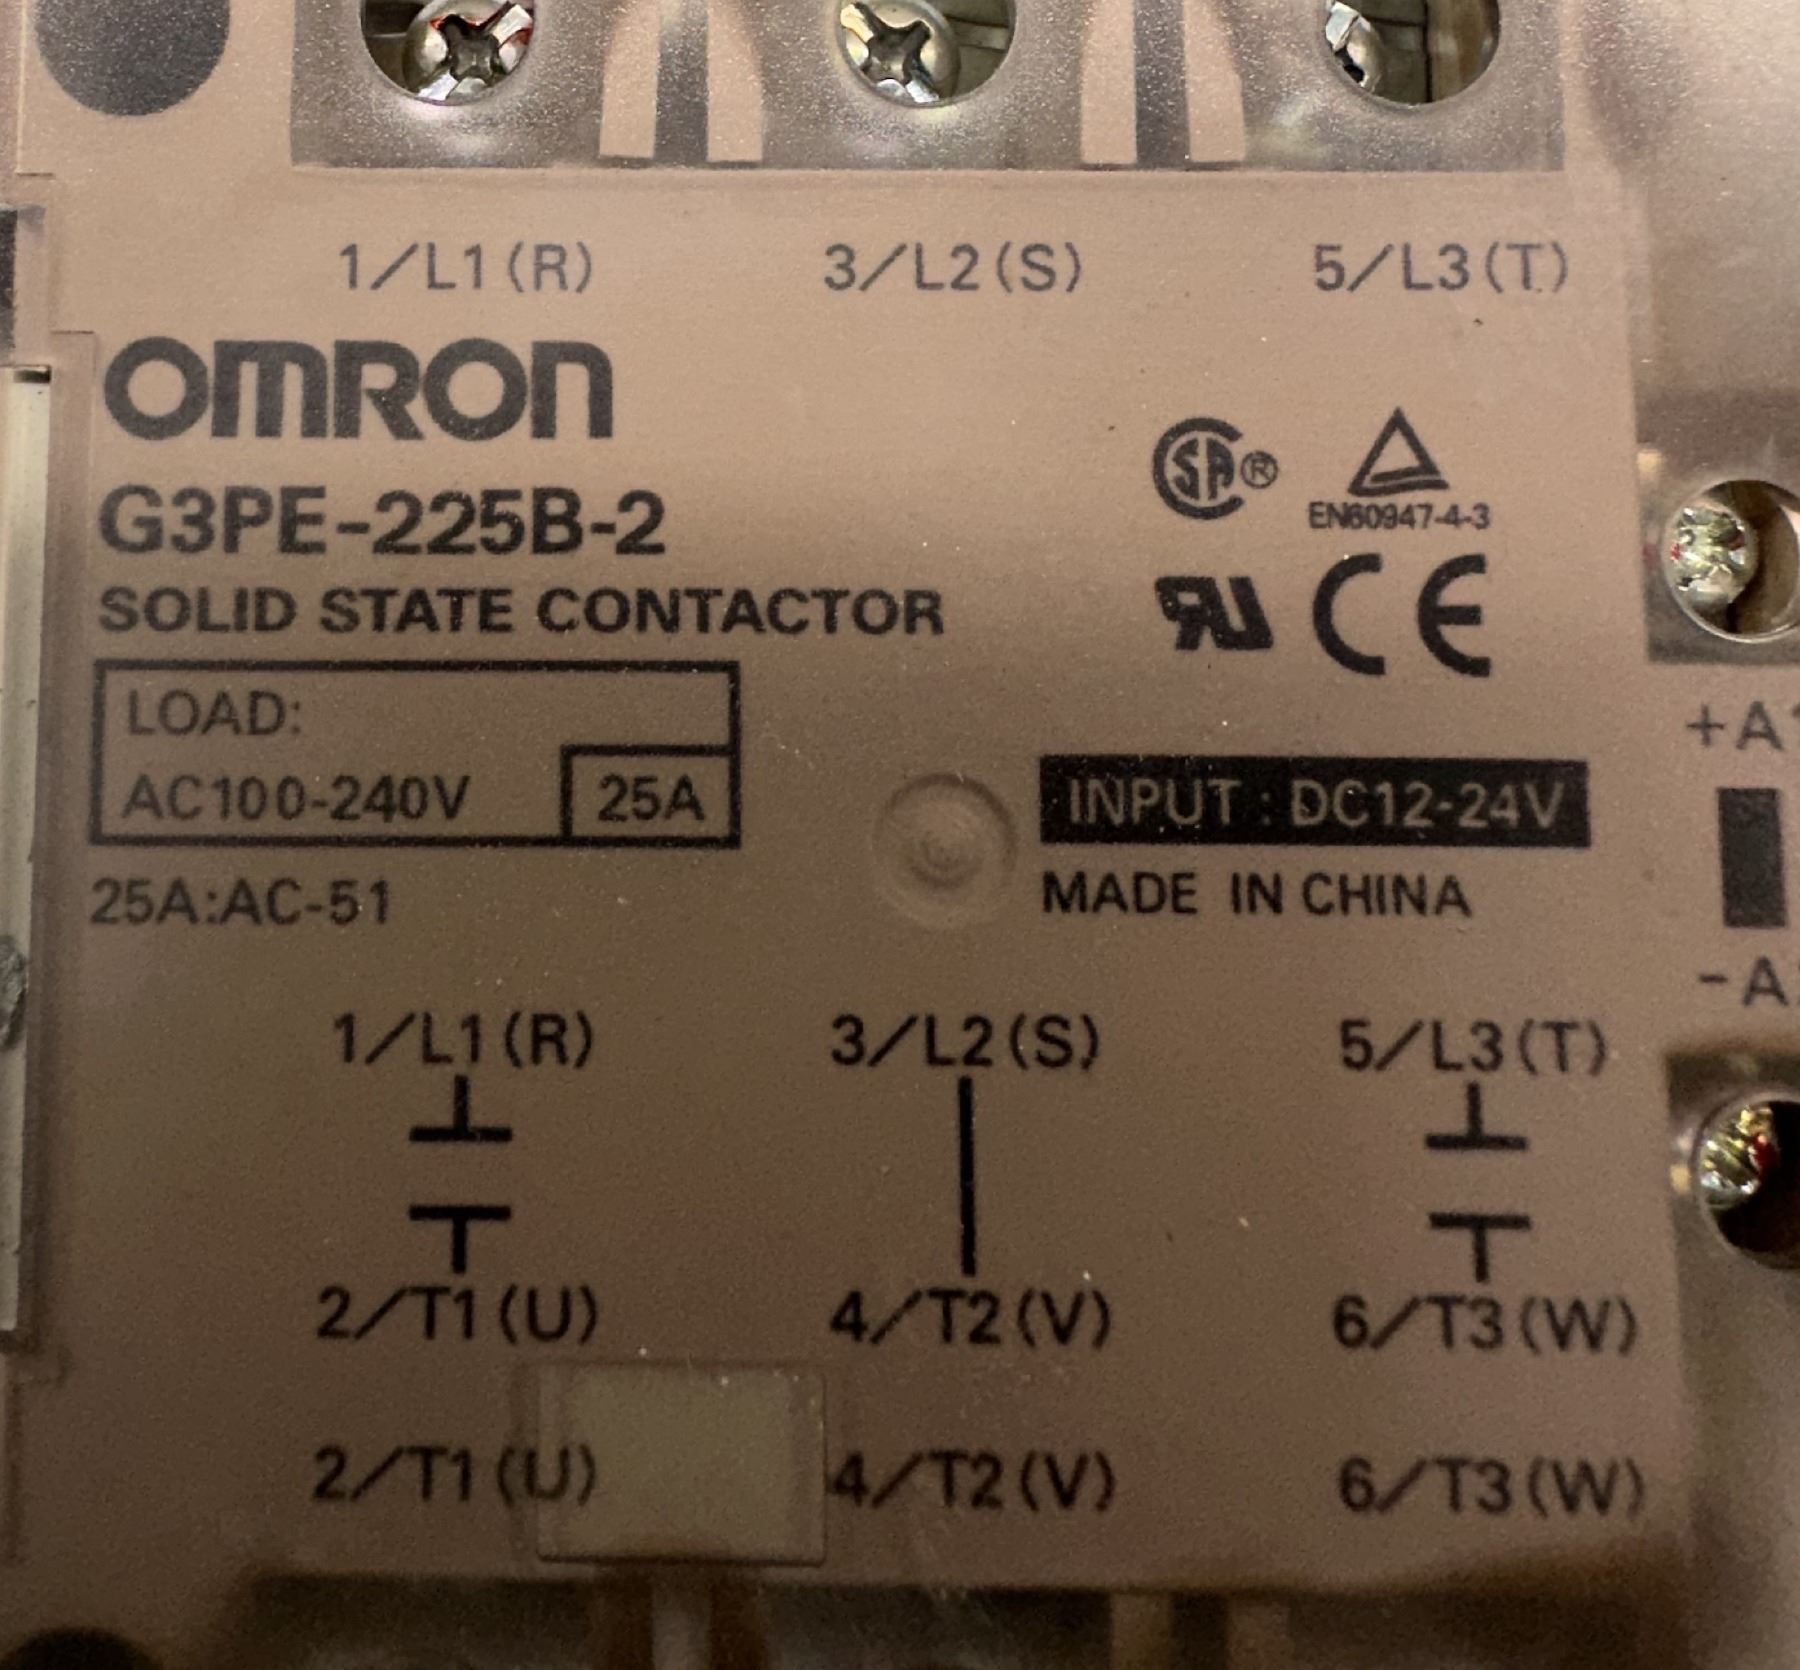 1/L1(R) 3/L2(S) 5/L3(T)
OMRON
G3PE-225B-2
SOLID STATE CONTACTOR
SA®
EN60947-4-3
RU CE
LOAD:
AC100-240V 25A
25A:AC-51
INPUT : DC12-24V
MADE IN CHINA
+A1
-A
1/L1(R) 3/L2(S) 5/L3(T)
2/T1(U) 4/T2(V) 6/T3(W)
2/T1(U) 4/T2(V) 6/T3(W)